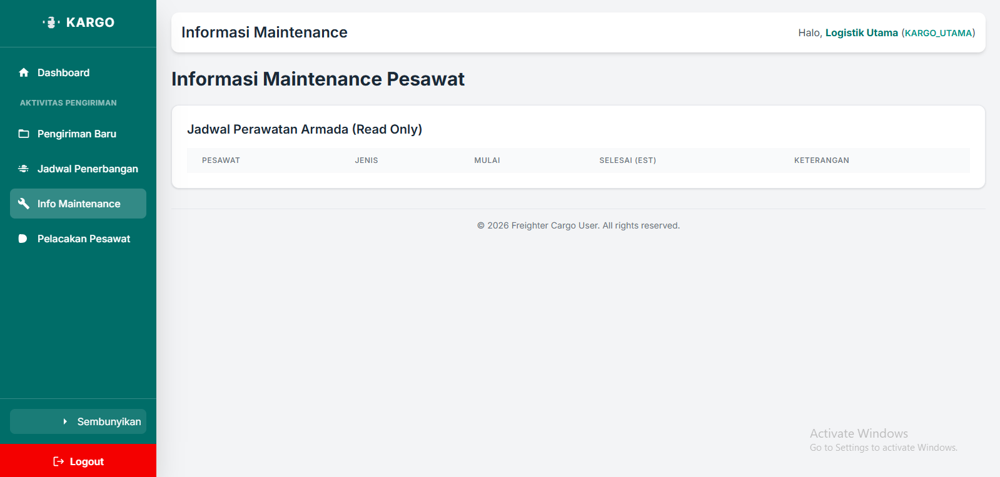 KARGO
Dashboard
AKTIVITAS PENGIRIMAN
Pengiriman Baru
Jadwal Penerbangan
Info Maintenance
Pelacakan Pesawat
Sembunyikan
Logout
Informasi Maintenance
Halo, Logistik Utama (KARGO_UTAMA)
Informasi Maintenance Pesawat
Jadwal Perawatan Armada (Read Only)
PESAWAT JENIS MULAI SELESAI (EST) KETERANGAN
© 2026 Freighter Cargo User. All rights reserved.
Activate Windows
Go to Settings to activate Windows.